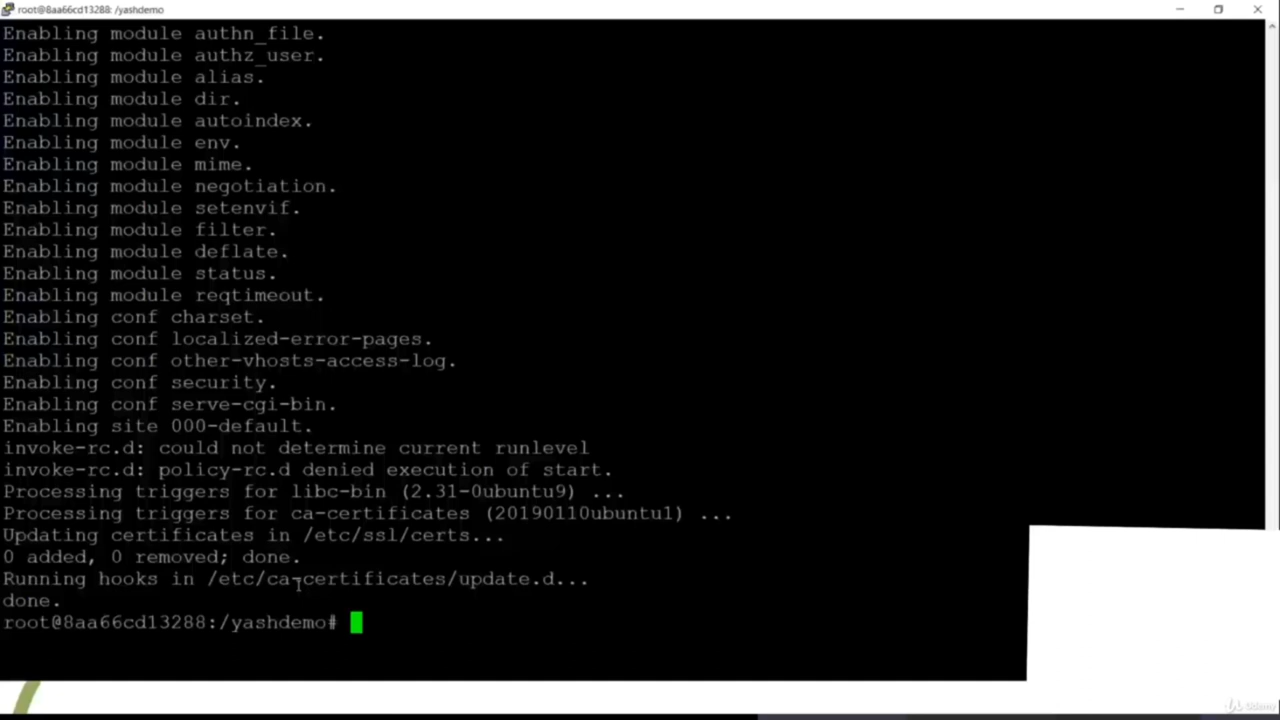 root@8aa66cd13288: /yashdemo
Enabling module authn_file.
Enabling module authz_user.
Enabling module alias.
Enabling module dir.
Enabling module autoindex.
Enabling module env.
Enabling module mime.
Enabling module negotiation.
Enabling module setenvif.
Enabling module filter.
Enabling module deflate.
Enabling module status.
Enabling module reqtimeout.
Enabling conf charset.
Enabling conf localized-error-pages.
Enabling conf other-vhosts-access-log.
Enabling conf security.
Enabling conf serve-cgi-bin.
Enabling site 000-default.
invoke-rc.d: could not determine current runlevel
invoke-rc.d: policy-rc.d denied execution of start.
Processing triggers for libc-bin (2.31-0ubuntu9) ...
Processing triggers for ca-certificates (20190110ubuntu1) ...
Updating certificates in /etc/ssl/certs...
0 added, 0 removed; done.
Running hooks in /etc/ca-certificates/update.d...
done.
root@8aa66cd13288:/yashdemo#
Udemy